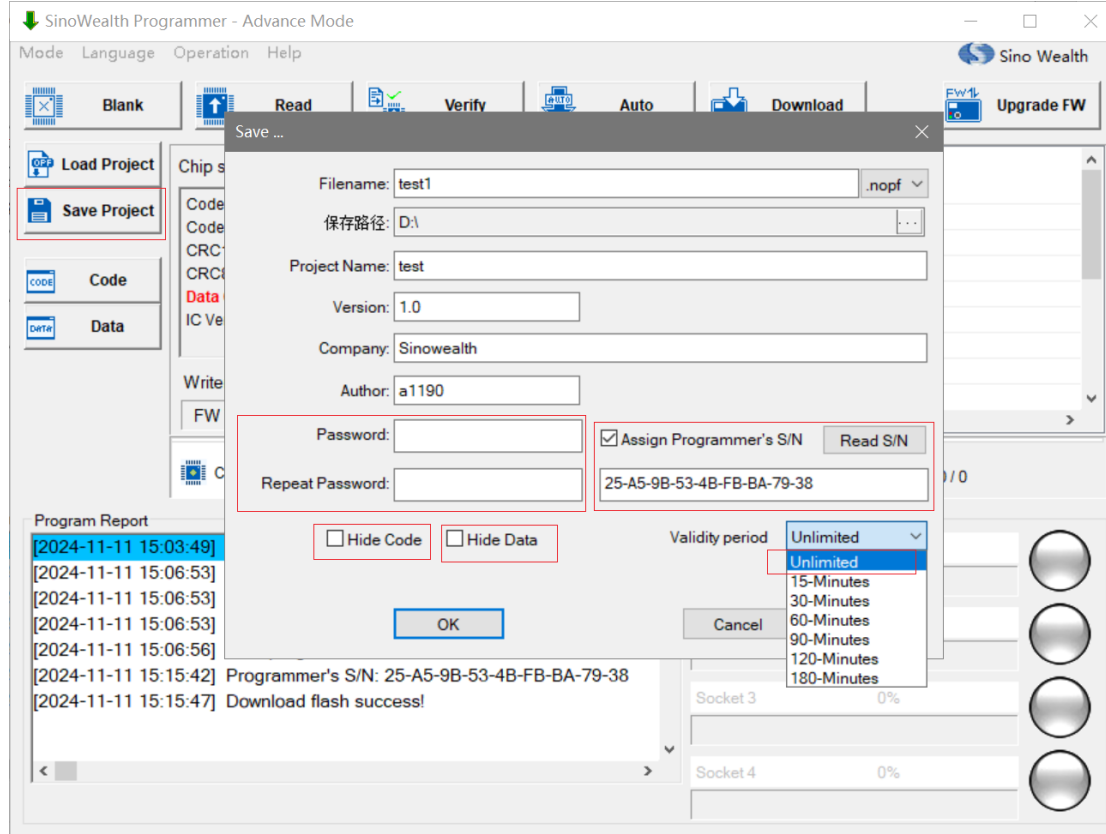 SinoWealth Programmer - Advance Mode
Mode Language Operation Help
Sino Wealth
Blank Read Verify Auto Download Upgrade FW
Load Project
Save Project
Code
Data
Chip s
Code
Code
CRC
CRC
Data
IC Ve
Write
FW
C
0 / 0
Save ...
Filename: test1 .nopf
保存路径: D:\ ...
Project Name: test
Version: 1.0
Company: Sinowealth
Author: a1190
Password:
Repeat Password:
Assign Programmer's S/N Read S/N
25-A5-9B-53-4B-FB-BA-79-38
Hide Code Hide Data
Validity period Unlimited
Unlimited
15-Minutes
30-Minutes
60-Minutes
90-Minutes
120-Minutes
180-Minutes
OK Cancel
Program Report
[2024-11-11 15:03:49]
[2024-11-11 15:06:53]
[2024-11-11 15:06:53]
[2024-11-11 15:06:53]
[2024-11-11 15:06:56]
[2024-11-11 15:15:42] Programmer's S/N: 25-A5-9B-53-4B-FB-BA-79-38
[2024-11-11 15:15:47] Download flash success!
Socket 3 0%
Socket 4 0%